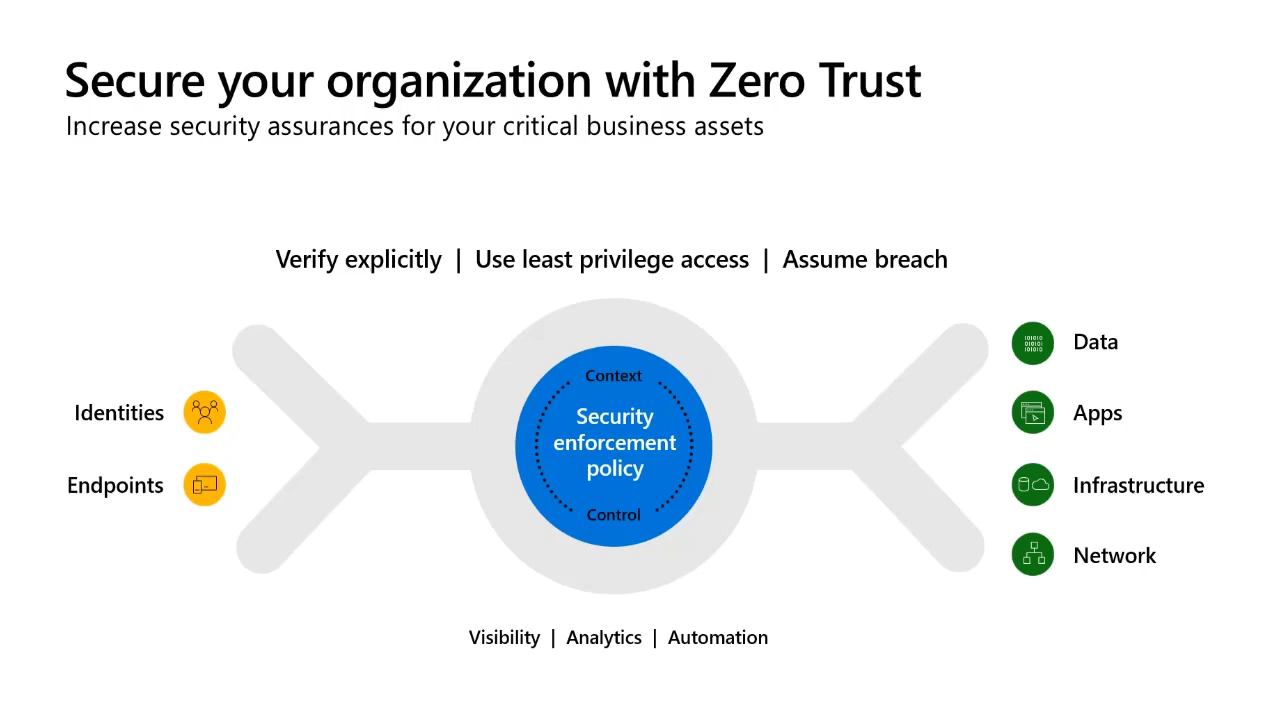 Secure your organization with Zero Trust
Increase security assurances for your critical business assets
Verify explicitly | Use least privilege access | Assume breach
Identities
Endpoints
Context
Security
enforcement
policy
Control
Data
010101
Apps
Infrastructure
Network
Visibility | Analytics | Automation